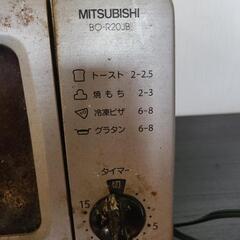 MITSUBISHI
BO-R20JB
トースト 2-2.5
焼もち 2-3
冷凍ピザ 6-8
グラタン 6-8
タイマー
切
15
5